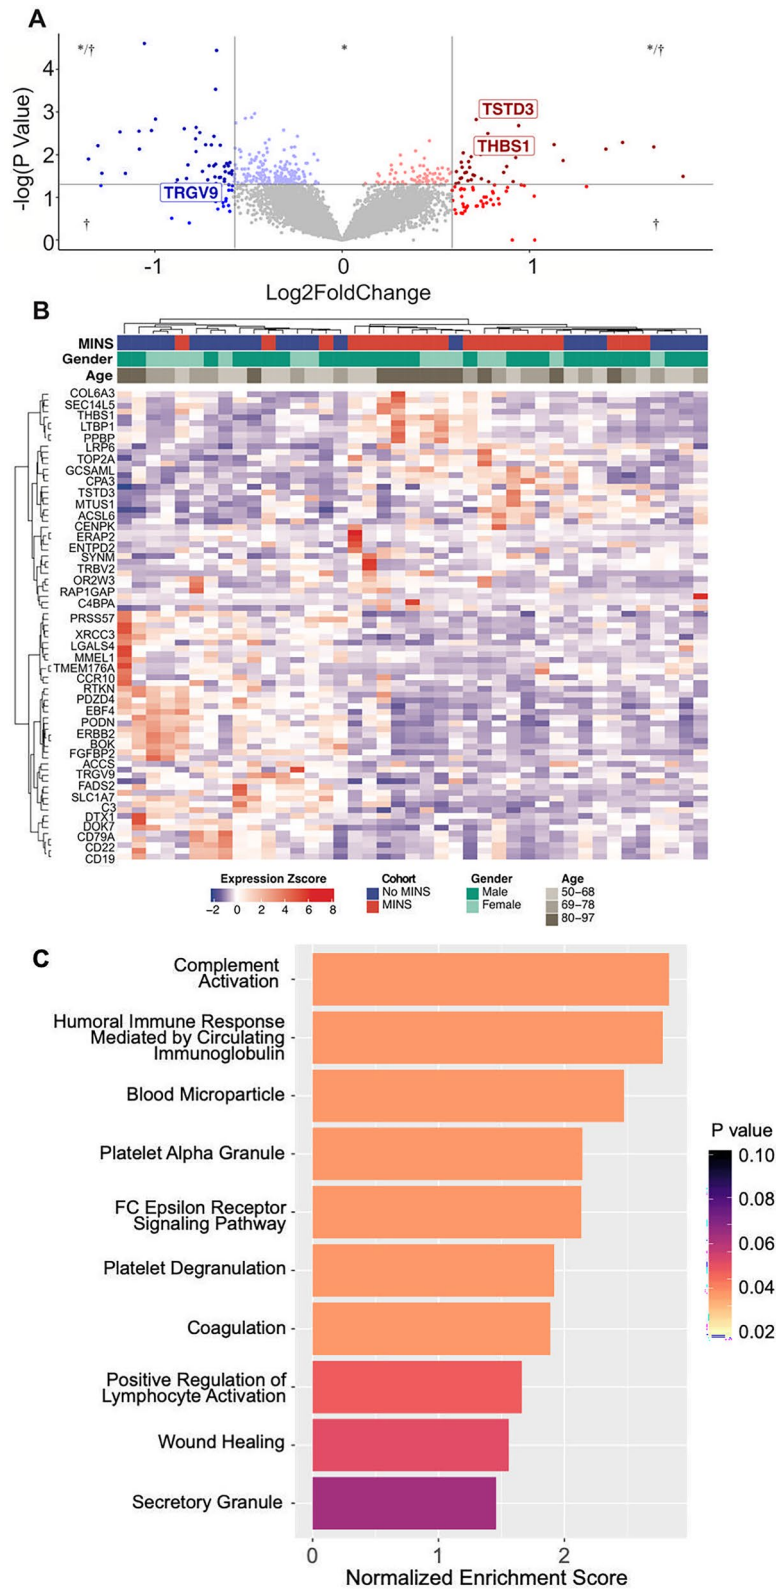 A
*/†
*
*/†
TSTD3
THBS1
TRGV9
†
†
-log(P Value)
4
3
2
1
0
-1
0
1
Log2FoldChange
B
MINS
Gender
Age
COL6A3
SEC14L5
THBS1
LTBP1
PPBP
LRP6
TOP2A
GCSAML
CPA3
TSTD3
MTUS1
ACSL6
CENPK
ERAP2
ENTPD2
SYNM
TRBV2
OR2W3
RAP1GAP
C4BPA
PRSS57
XRCC3
LGALS4
MMEL1
TMEM176A
CCR10
RTKN
PDZD4
EBF4
PODN
ERBB2
BOK
FGFBP2
ACCS
TRGV9
FADS2
SLC1A7
C3
DTX1
DOK7
CD79A
CD22
CD19
Expression Zscore
−2 0 2 4 6 8
Cohort
No MINS
MINS
Gender
Male
Female
Age
50−68
69−78
80−97
C
Complement
Activation
Humoral Immune Response
Mediated by Circulating
Immunoglobulin
Blood Microparticle
Platelet Alpha Granule
FC Epsilon Receptor
Signaling Pathway
Platelet Degranulation
Coagulation
Positive Regulation of
Lymphocyte Activation
Wound Healing
Secretory Granule
0 1 2
Normalized Enrichment Score
P value
0.10
0.08
0.06
0.04
0.02